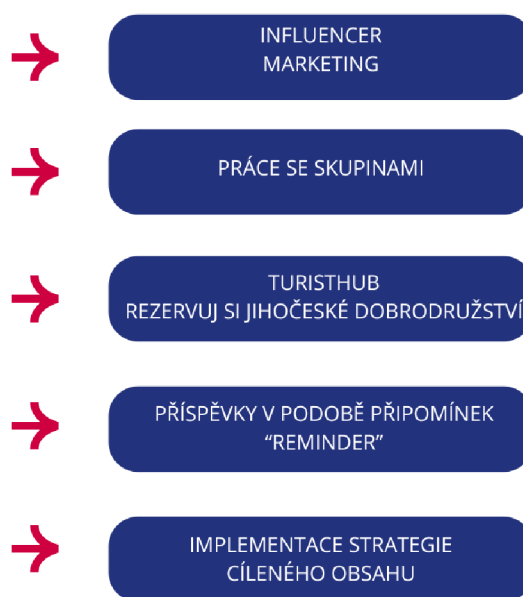 INFLUENCER
MARKETING
PRÁCE SE SKUPINAMI
TURISTHUB
REZERVUJ SI JIHOČESKÉ DOBRODRUŽSTVÍ
PŘÍSPĚVKY V PODOBĚ PŘIPOMÍNEK
“REMINDER”
IMPLEMENTACE STRATEGIE
CÍLENÉHO OBSAHU